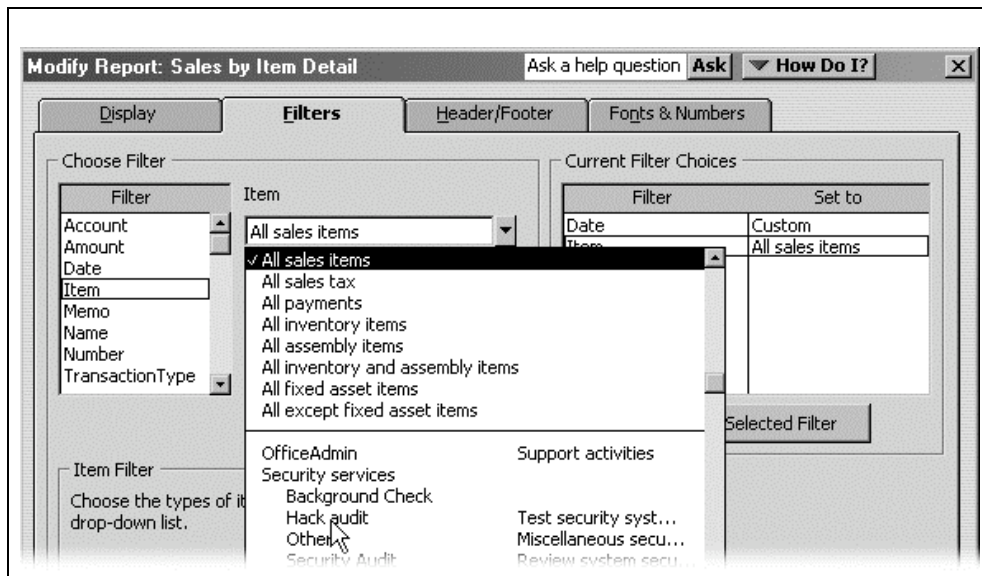 Modify Report: Sales by Item Detail
Ask a help question Ask How Do I?
Display Filters Header/Footer Fonts & Numbers
Choose Filter
Filter
Account
Amount
Date
Item
Memo
Name
Number
TransactionType
Item
All sales items
All sales items
All sales tax
All payments
All inventory items
All assembly items
All inventory and assembly items
All fixed asset items
All except fixed asset items
OfficeAdmin Support activities
Security services
Background Check
Hack audit Test security syst...
Other Miscellaneous secu...
Security Audit Review system secu...
Current Filter Choices
Filter Set to
Date Custom
Item All sales items
Selected Filter
Item Filter
Choose the types of it
drop-down list.